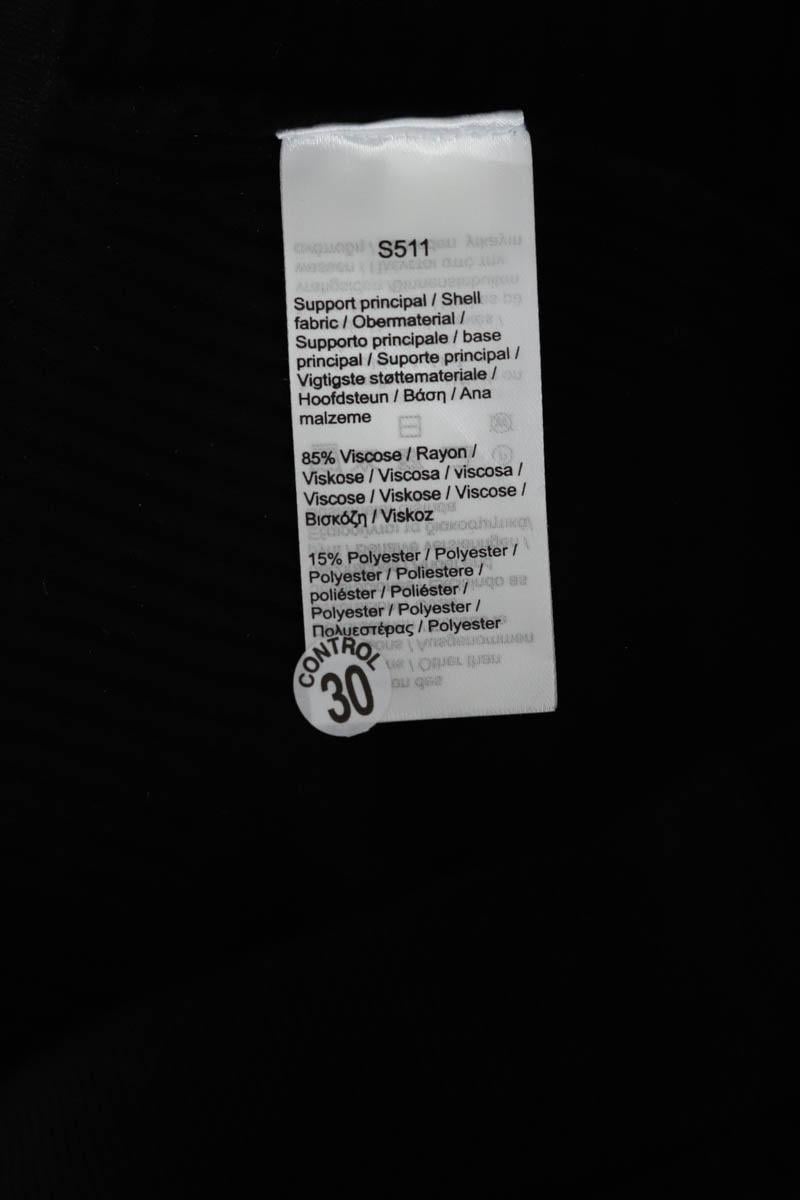 S511
Support principal / Shell
fabric / Obermaterial /
Supporto principale / base
principal / Suporte principal /
Vigtigste støttemateriale /
Hoofdsteun / Βάση / Ana
malzeme
85% Viscose / Rayon /
Viskose / Viscosa / viscosa /
Viscose / Viskose / Viscose /
Βισκόζη / Viskoz
15% Polyester / Polyester /
Polyester / Poliestere /
poliéster / Poliéster /
Polyester / Polyester /
Πολυεστέρας / Polyester
CONTROL
30